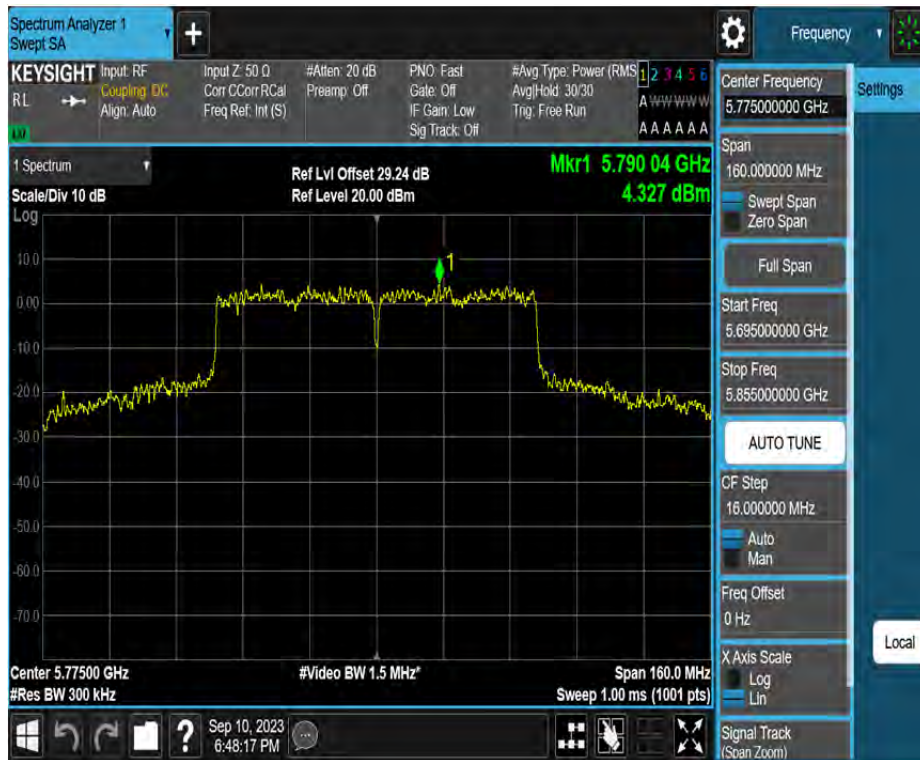 Spectrum Analyzer 1
Swept SA
+
Frequency
KEYSIGHT
RL
Input: RF
Coupling: DC
Align: Auto
Input Z: 50 Ω
Corr CCorr RCal
Freq Ref: Int (S)
#Atten: 20 dB
Preamp: Off
PNO: Fast
Gate: Off
IF Gain: Low
Sig Track: Off
#Avg Type: Power (RMS
Avg|Hold: 30/30
Trig: Free Run
1 2 3 4 5 6
A W W W W W
A A A A A A
1 Spectrum
Scale/Div 10 dB
Ref Lvl Offset 29.24 dB
Ref Level 20.00 dBm
Mkr1 5.790 04 GHz
4.327 dBm
Log
10.0
0.00
-10.0
-20.0
-30.0
-40.0
-50.0
-60.0
-70.0
1
Center 5.77500 GHz
#Res BW 300 kHz
#Video BW 1.5 MHz*
Span 160.0 MHz
Sweep 1.00 ms (1001 pts)
?
Sep 10, 2023
6:48:17 PM
Center Frequency
5.775000000 GHz
Span
160.000000 MHz
Swept Span
Zero Span
Full Span
Start Freq
5.695000000 GHz
Stop Freq
5.855000000 GHz
AUTO TUNE
CF Step
16.000000 MHz
Auto
Man
Freq Offset
0 Hz
X Axis Scale
Log
Lin
Signal Track
(Span Zoom)
Settings
Local